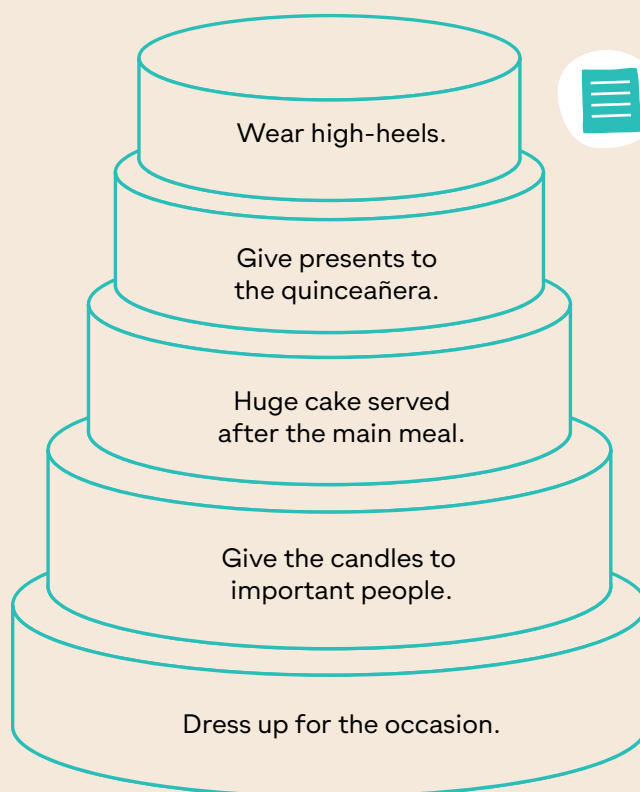 Wear high-heels.
Give presents to
the quinceañera.
Huge cake served
after the main meal.
Give the candles to
important people.
Dress up for the occasion.